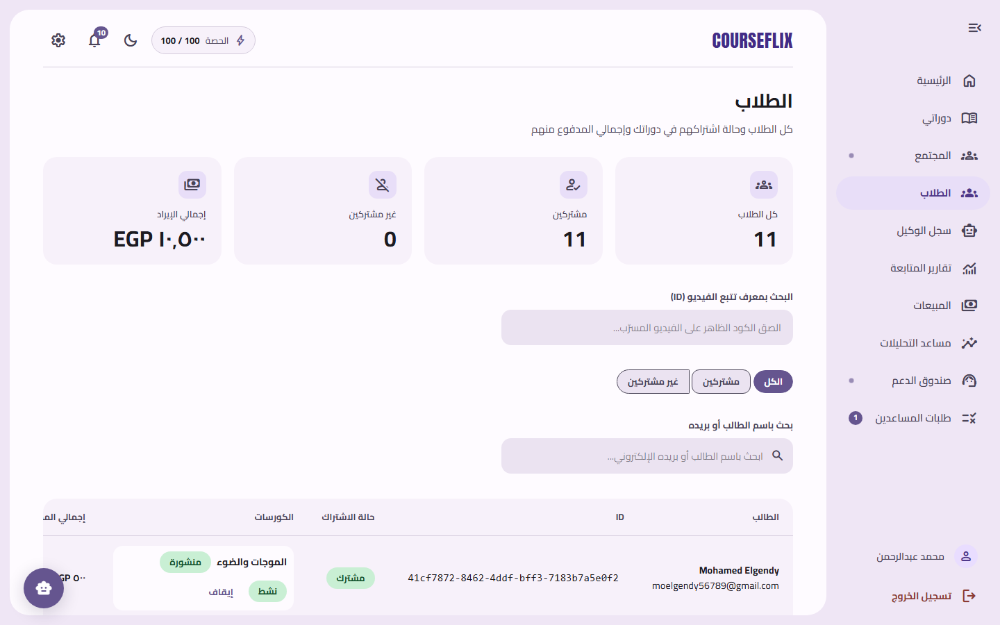 COURSEFLIX
الحصة 100 / 100
10
الرئيسية
دوراتي
المجتمع
الطلاب
سجل الوكيل
تقارير المتابعة
المبيعات
مساعد التحليلات
صندوق الدعم
طلبات المساعدين 1
محمد عبدالرحمن
تسجيل الخروج
الطلاب
كل الطلاب وحالة اشتراكهم في دوراتك وإجمالي المدفوع منهم
كل الطلاب
11
مشتركين
11
غير مشتركين
0
إجمالي الإيراد
١٠,٥٠٠ EGP
البحث بمعرف تتبع الفيديو (ID)
الصق الكود الظاهر على الفيديو المسرّب...
الكل
مشتركين
غير مشتركين
بحث باسم الطالب أو بريده
ابحث باسم الطالب أو بريده الإلكتروني...
الطالب ID حالة الاشتراك الكورسات إجمالي
Mohamed Elgendy
moelgendy56789@gmail.com
41cf7872-8462-4ddf-bff3-7183b7a5e0f2
مشترك
الموجات والضوء منشورة
نشط إيقاف